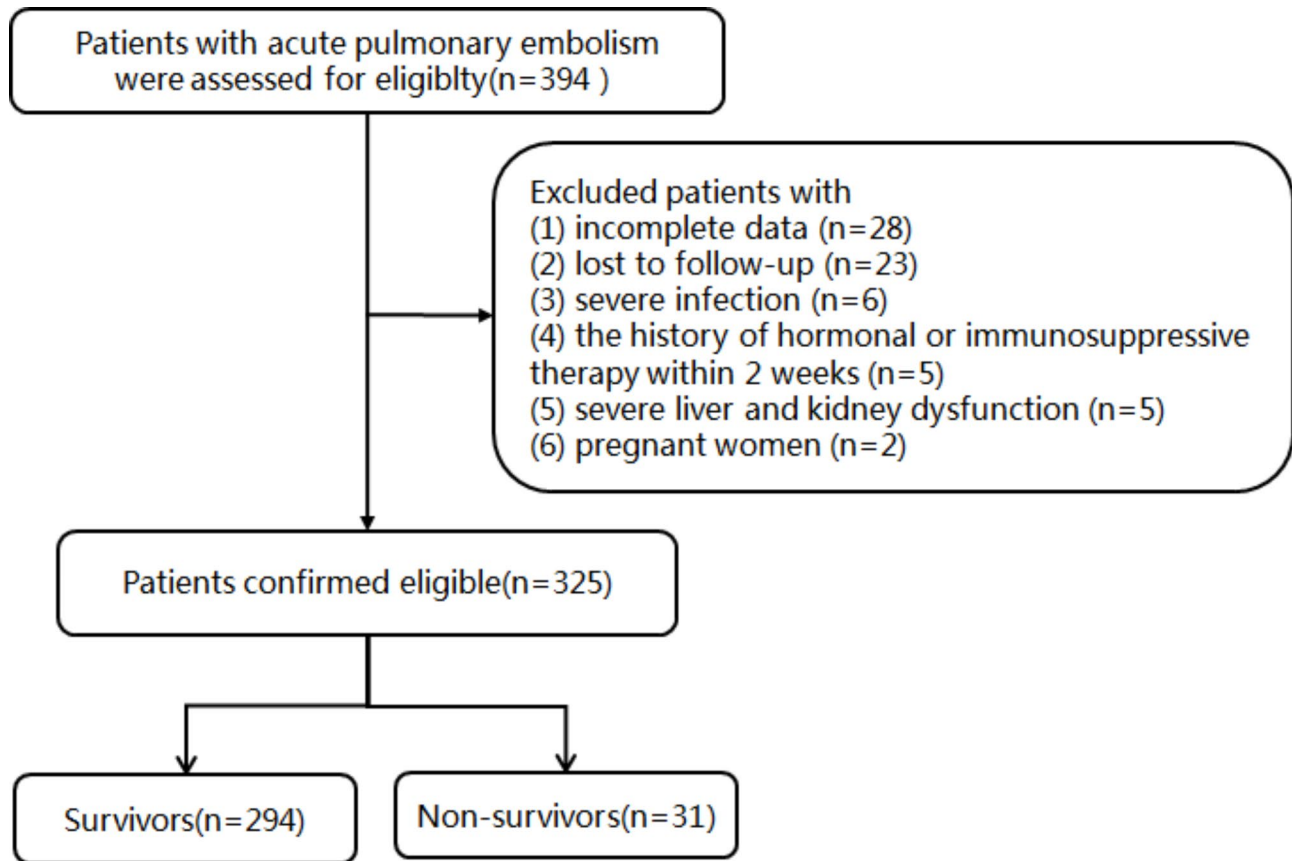 Patients with acute pulmonary embolism
were assessed for eligiblty(n=394 )
Excluded patients with
(1) incomplete data (n=28)
(2) lost to follow-up (n=23)
(3) severe infection (n=6)
(4) the history of hormonal or immunosuppressive
therapy within 2 weeks (n=5)
(5) severe liver and kidney dysfunction (n=5)
(6) pregnant women (n=2)
Patients confirmed eligible(n=325)
Survivors(n=294)
Non-survivors(n=31)